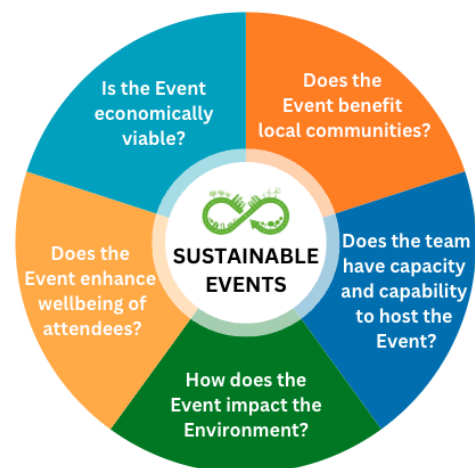 Is the Event
economically
viable?
Does the
Event benefit
local communities?
Does the
Event enhance
wellbeing of
attendees?
SUSTAINABLE
EVENTS
Does the team
have capacity
and capability
to host the
Event?
How does the
Event impact the
Environment?